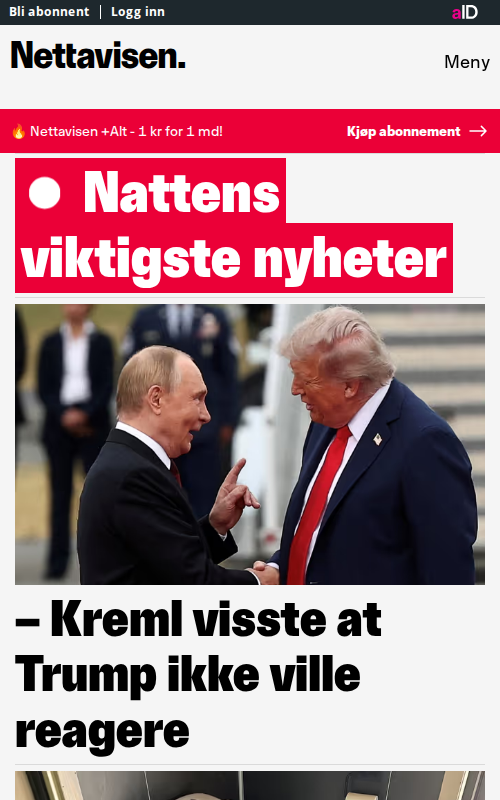 Bli abonnent | Logg inn
aID
Nettavisen.
Meny
🔥 Nettavisen +Alt - 1 kr for 1 md!
Kjøp abonnement →
Nattens
viktigste nyheter
– Kreml visste at
Trump ikke ville
reagere